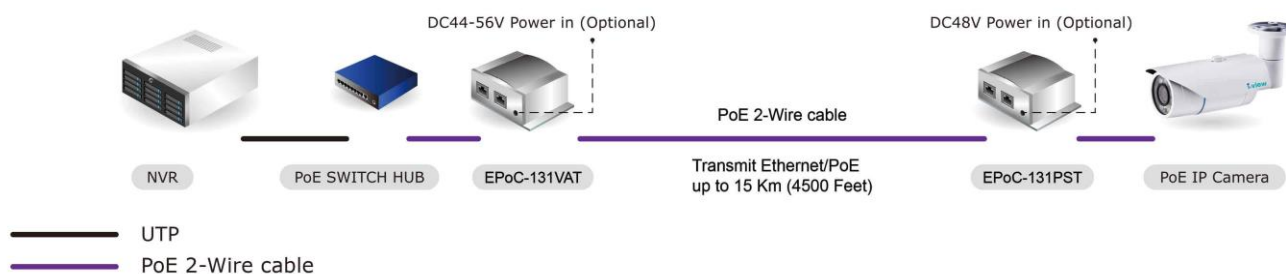 DC44-56V Power in (Optional)
DC48V Power in (Optional)
T-view
PoE 2-Wire cable
Transmit Ethernet/PoE
up to 15 Km (4500 Feet)
NVR
PoE SWITCH HUB
EPoC-131VAT
EPoC-131PST
PoE IP Camera
UTP
PoE 2-Wire cable